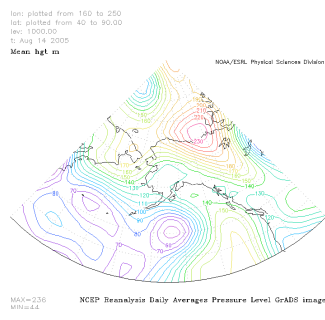 lon: plotted from 160 to 250
lat: plotted from 40 to 90.00
lev: 1000.00
t: Aug 14 2005
Mean hgt m
NOAA/ESRL Physical Sciences Division
MAX=236
MIN=44
NCEP Reanalysis Daily Averages Pressure Level GrADS image